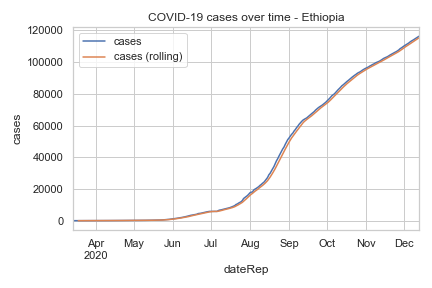 COVID-19 cases over time - Ethiopia
cases
cases (rolling)
120000
100000
80000
60000
40000
20000
0
cases
Apr May Jun Jul Aug Sep Oct Nov Dec
2020
dateRep